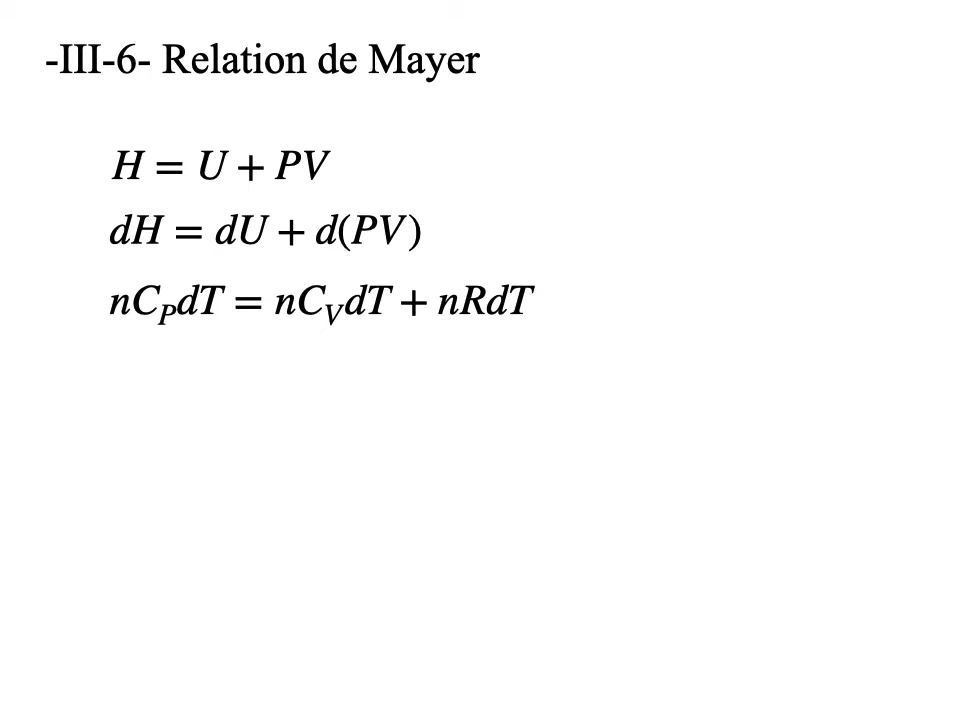 -III-6- Relation de Mayer
H = U + PV
dH = dU + d(PV)
nC_PdT = nC_VdT + nRdT